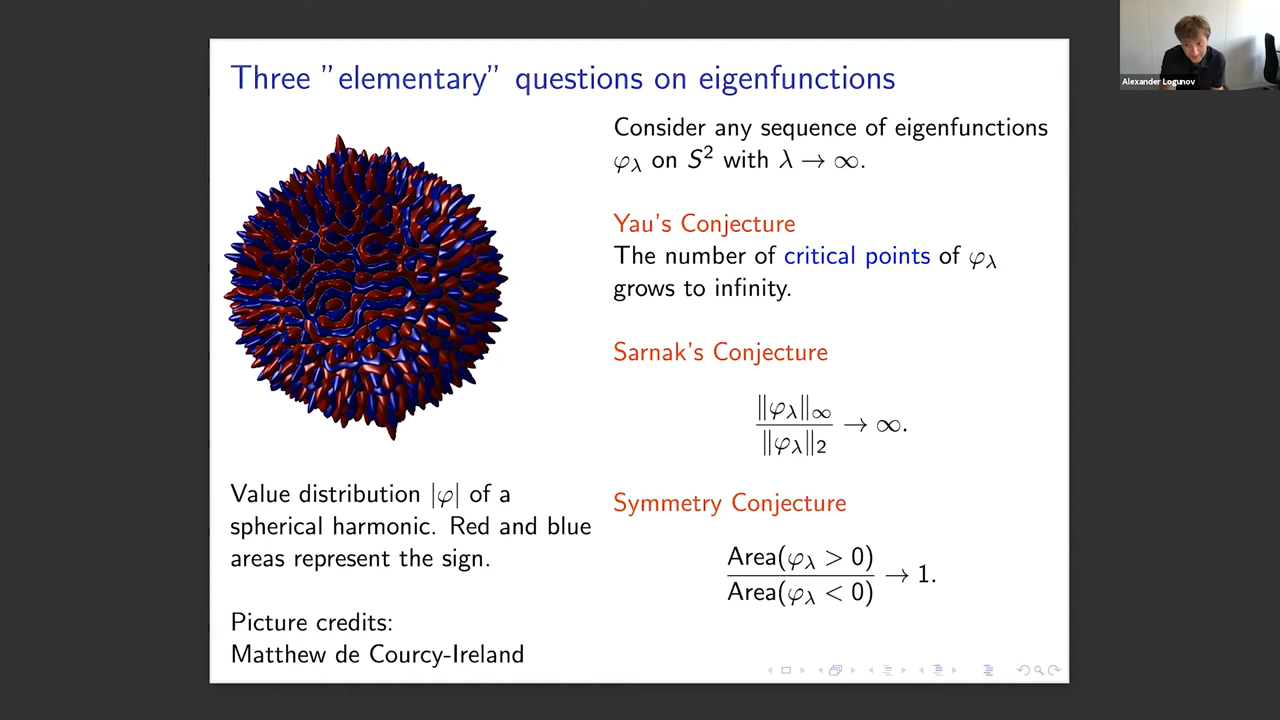 Three ”elementary” questions on eigenfunctions
Consider any sequence of eigenfunctions
φλ on S² with λ → ∞.
Yau's Conjecture
The number of critical points of φλ
grows to infinity.
Sarnak's Conjecture
‖φλ‖∞
‖φλ‖₂ → ∞.
Symmetry Conjecture
Area(φλ > 0)
Area(φλ < 0) → 1.
Value distribution |φ| of a
spherical harmonic. Red and blue
areas represent the sign.
Picture credits:
Matthew de Courcy-Ireland
Alexander Logunov